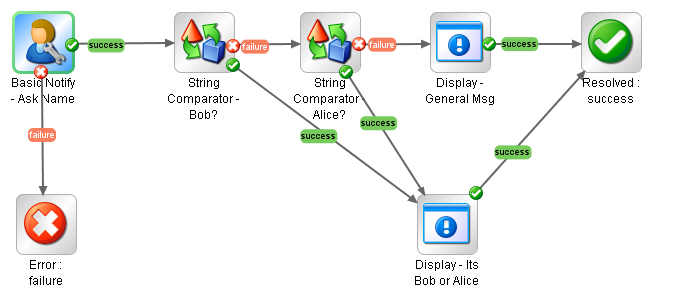 success
failure
failure
success
Basic Notify
- Ask Name
String
Comparator -
Bob?
String
Comparator
Alice?
Display -
General Msg
Resolved :
success
failure
success
success
success
Error :
failure
Display - Its
Bob or Alice